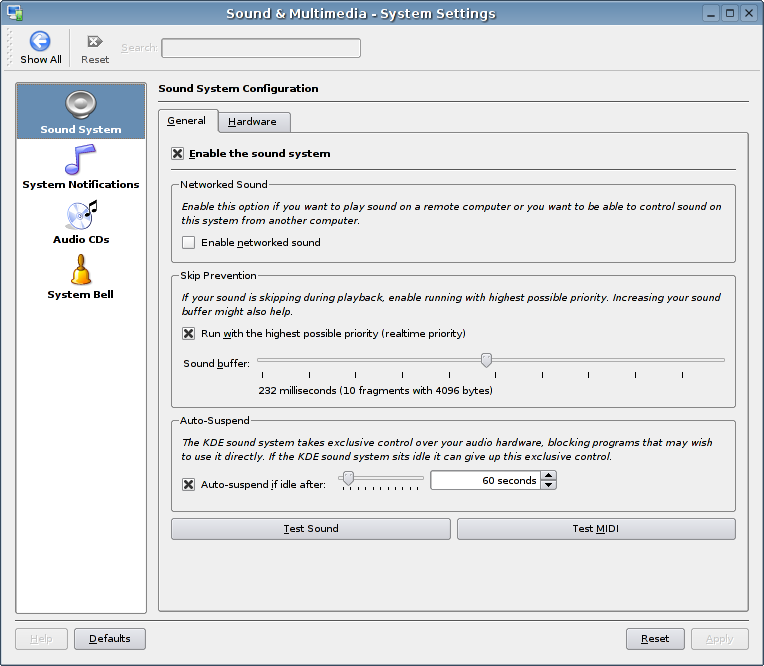 Sound & Multimedia - System Settings
Show All
Reset
Search:
Sound System
System Notifications
Audio CDs
System Bell
Sound System Configuration
General
Hardware
Enable the sound system
Networked Sound
Enable this option if you want to play sound on a remote computer or you want to be able to control sound on
this system from another computer.
Enable networked sound
Skip Prevention
If your sound is skipping during playback, enable running with highest possible priority. Increasing your sound
buffer might also help.
Run with the highest possible priority (realtime priority)
Sound buffer:
232 milliseconds (10 fragments with 4096 bytes)
Auto-Suspend
The KDE sound system takes exclusive control over your audio hardware, blocking programs that may wish
to use it directly. If the KDE sound system sits idle it can give up this exclusive control.
Auto-suspend if idle after:
60 seconds
Test Sound
Test MIDI
Help
Defaults
Reset
Apply